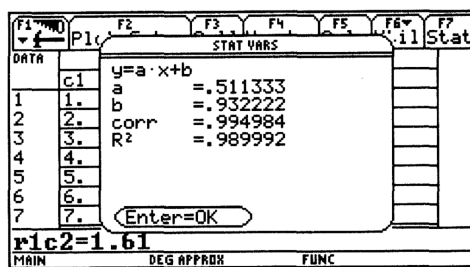 F1 F2 F3 F4 F5 F6 F7
Stat
STAT VARS
DATA
y=a·x+b
c1
a =.511333
b =.932222
1 1.
corr =.994984
2 2.
R² =.989992
3 3.
4 4.
5 5.
6 6.
7 7.
Enter=OK
r1c2=1.61
MAIN DEG APPROX FUNC